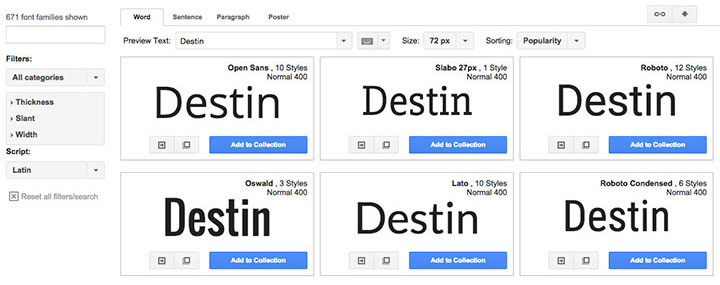 671 font families shown
Word Sentence Paragraph Poster
Preview Text: Destin Size: 72 px Sorting: Popularity
Filters:
All categories
Thickness
Slant
Width
Script:
Latin
Reset all filters/search
Open Sans , 10 Styles
Normal 400
Destin
Add to Collection
Slabo 27px , 1 Style
Normal 400
Destin
Add to Collection
Roboto , 12 Styles
Normal 400
Destin
Add to Collection
Oswald , 3 Styles
Normal 400
Destin
Add to Collection
Lato , 10 Styles
Normal 400
Destin
Add to Collection
Roboto Condensed , 6 Styles
Normal 400
Destin
Add to Collection